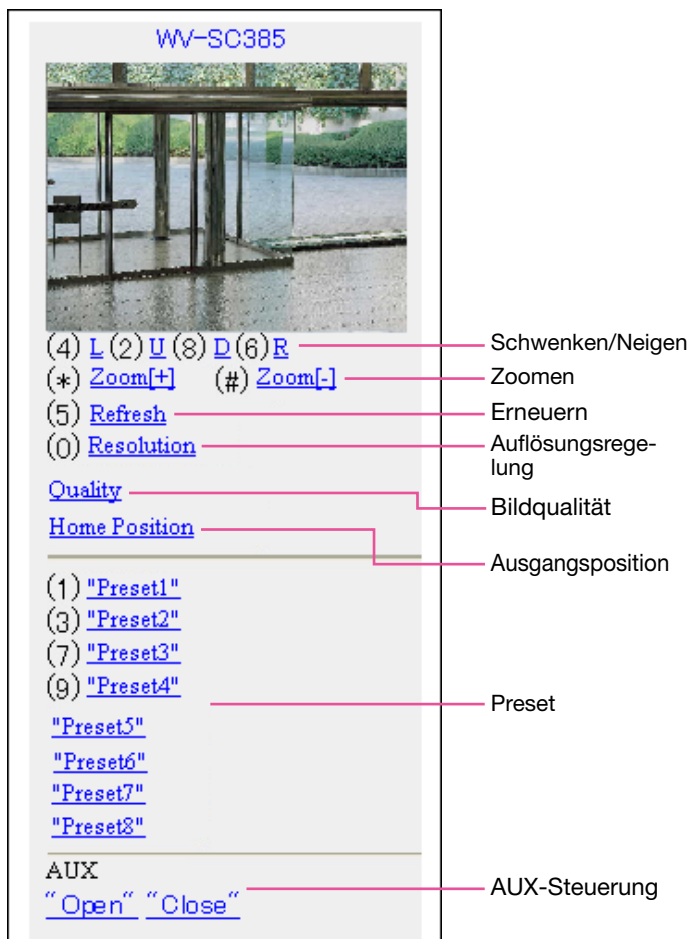 WV-SC385
(4) L (2) U (8) D (6) R Schwenken/Neigen
(*) Zoom[+] (#) Zoom[-] Zoomen
(5) Refresh Erneuern
(0) Resolution Auflösungsrege-
lung
Quality Bildqualität
Home Position Ausgangsposition
(1) "Preset1"
(3) "Preset2"
(7) "Preset3"
(9) "Preset4" Preset
"Preset5"
"Preset6"
"Preset7"
"Preset8"
AUX
"Open" "Close" AUX-Steuerung